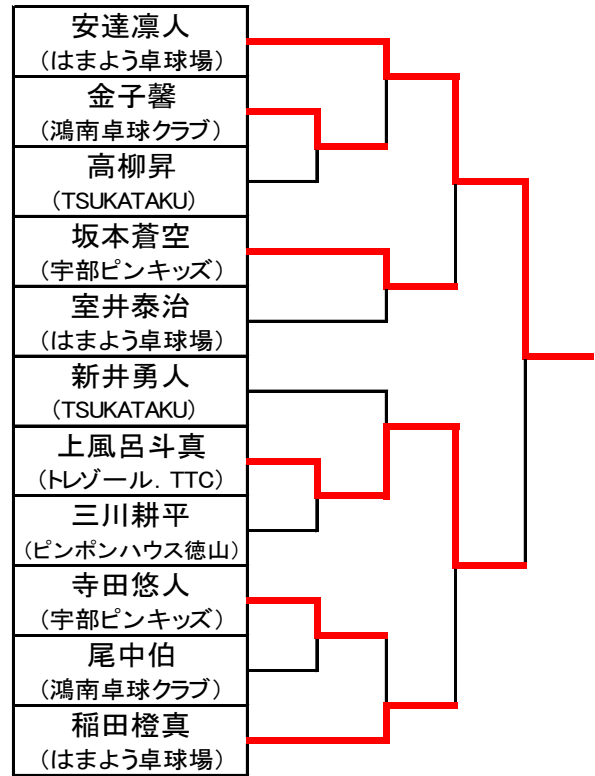 安達凛人
(はまよう卓球場)
金子馨
(鴻南卓球クラブ)
高柳昇
(TSUKATAKU)
坂本蒼空
(宇部ピンキッズ)
室井泰治
(はまよう卓球場)
新井勇人
(TSUKATAKU)
上風呂斗真
(トレゾール．TTC)
三川耕平
(ピンポンハウス徳山)
寺田悠人
(宇部ピンキッズ)
尾中伯
(鴻南卓球クラブ)
稲田橙真
(はまよう卓球場)